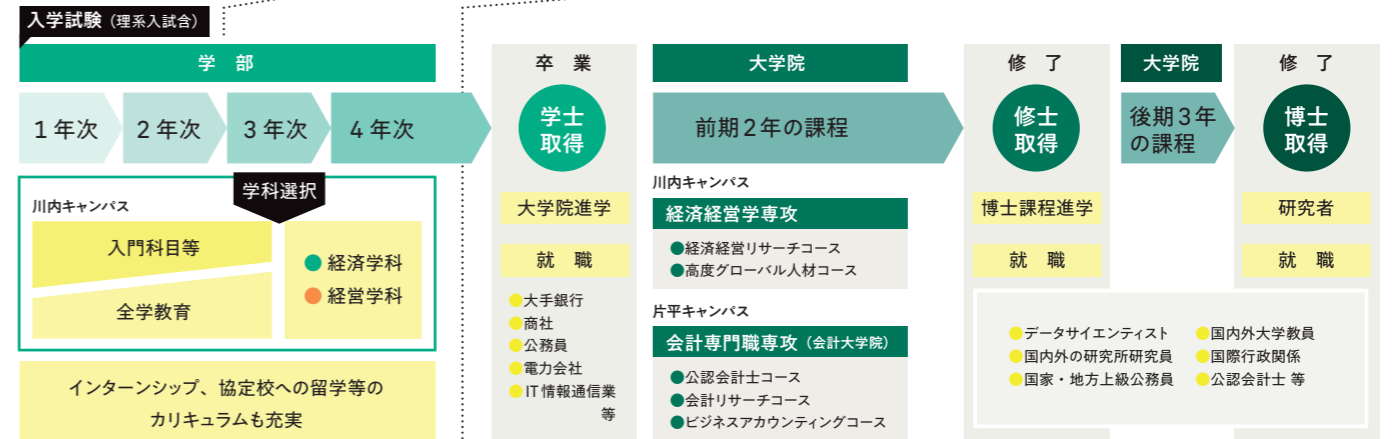 入学試験（理系入試含）
学 部
1年次
2年次
3年次
4年次
学科選択
川内キャンパス
入門科目等
全学教育
●経済学科
●経営学科
インターンシップ、協定校への留学等の
カリキュラムも充実
卒 業
学士
取得
大学院進学
就 職
●大手銀行
●商社
●公務員
●電力会社
●IT情報通信業
等
大学院
前期2年の課程
川内キャンパス
経済経営学専攻
●経済経営リサーチコース
●高度グローバル人材コース
片平キャンパス
会計専門職専攻（会計大学院）
●公認会計士コース
●会計リサーチコース
●ビジネスアカウンティングコース
修 了
修士
取得
博士課程進学
就 職
大学院
後期3年
の課程
修 了
博士
取得
研究者
就 職
●データサイエンティスト
●国内外の研究所研究員
●国家・地方上級公務員
●国内外大学教員
●国際行政関係
●公認会計士 等